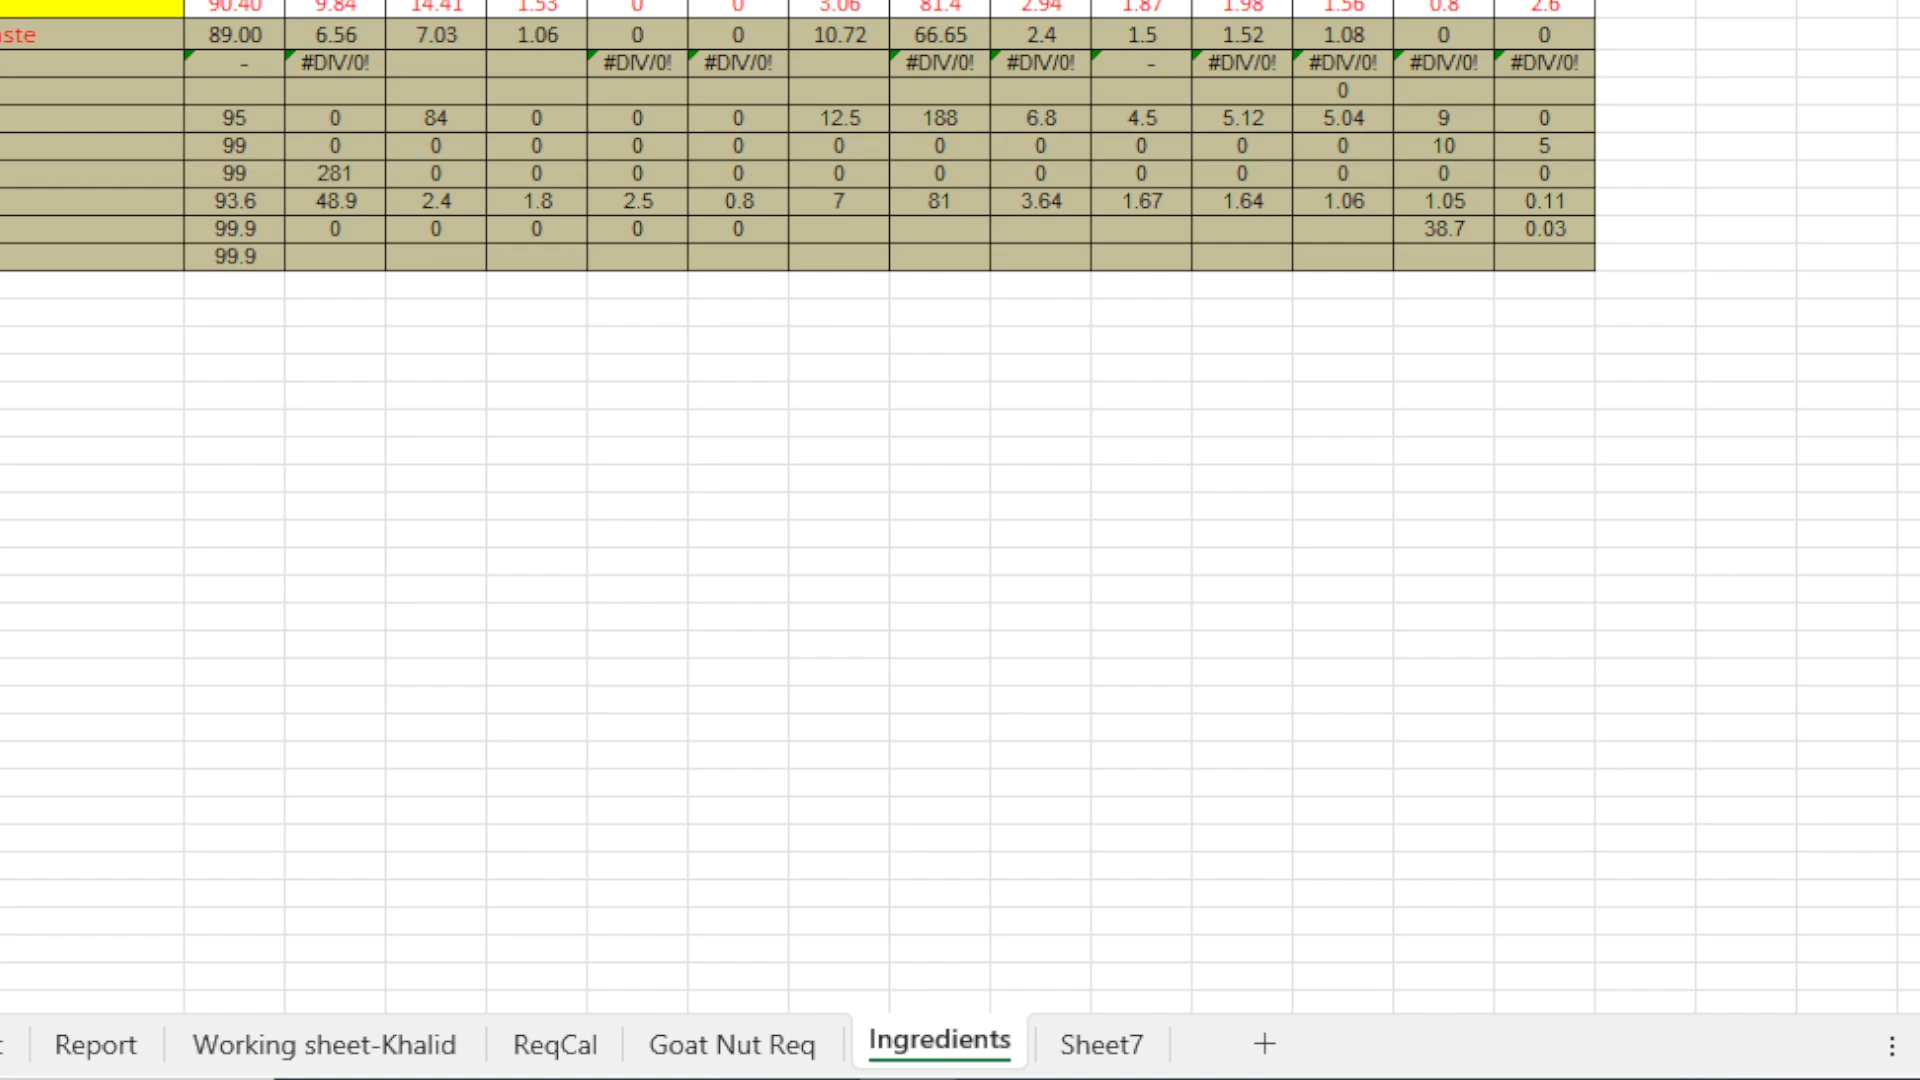 90.40 9.84 14.41 1.53 0 0 3.06 81.4 2.94 1.87 1.98 1.56 0.8 2.6
ste 89.00 6.56 7.03 1.06 0 0 10.72 66.65 2.4 1.5 1.52 1.08 0 0
- #DIV/0! #DIV/0! #DIV/0! #DIV/0! #DIV/0! - #DIV/0! #DIV/0! #DIV/0! #DIV/0!
0
95 0 84 0 0 0 12.5 188 6.8 4.5 5.12 5.04 9 0
99 0 0 0 0 0 0 0 0 0 0 0 10 5
99 281 0 0 0 0 0 0 0 0 0 0 0 0
93.6 48.9 2.4 1.8 2.5 0.8 7 81 3.64 1.67 1.64 1.06 1.05 0.11
99.9 0 0 0 0 0 38.7 0.03
99.9
Report Working sheet-Khalid ReqCal Goat Nut Req Ingredients Sheet7 +